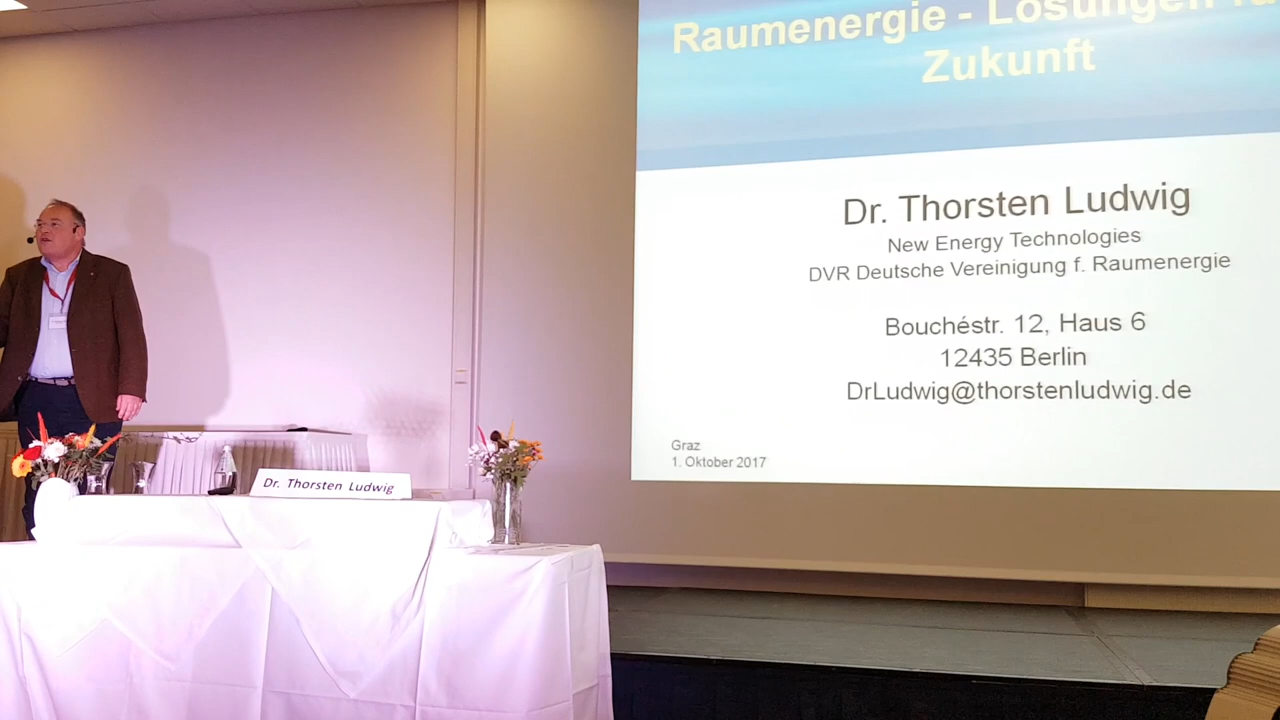 Raumenergie - Lösungen
Zukunft
Dr. Thorsten Ludwig
New Energy Technologies
DVR Deutsche Vereinigung f. Raumenergie
Bouchéstr. 12, Haus 6
12435 Berlin
DrLudwig@thorstenludwig.de
Graz
1. Oktober 2017
Dr. Thorsten Ludwig